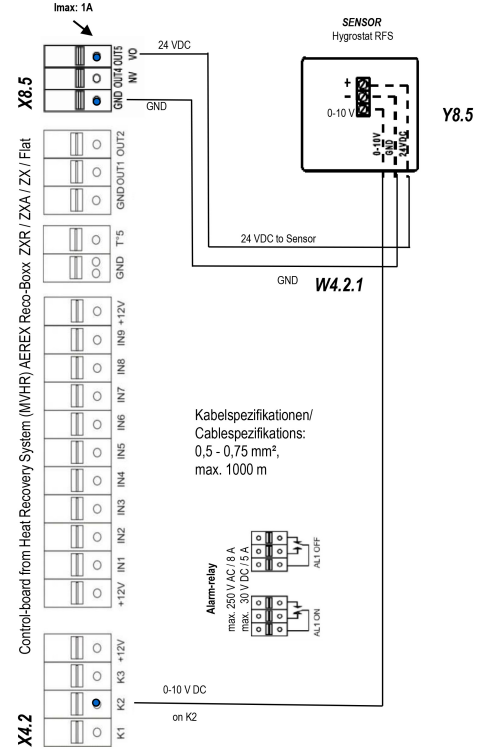 Imax: 1A
SENSOR
Hygrostat RFS
24 VDC
OUT5 VO
OUT4 NV
GND
X8.5
GND
+
-
0-10 V
0-10V
GND
24VDC
Y8.5
OUT2
OUT1
GND
T°5
GND
24 VDC to Sensor
GND
W4.2.1
Control-board from Heat Recovery System (MVHR) AEREX Reco-Boxx ZXR / ZXA / ZX / Flat
+12V
IN9
IN8
IN7
IN6
IN5
IN4
IN3
IN2
IN1
+12V
Kabelspezifikationen/
Cablespezifikations:
0,5 - 0,75 mm²,
max. 1000 m
Alarm-relay
max. 250 V AC / 8 A
max. 30 V DC / 5 A
AL1 OFF
AL1 ON
+12V
K3
K2
K1
X4.2
0-10 V DC
on K2